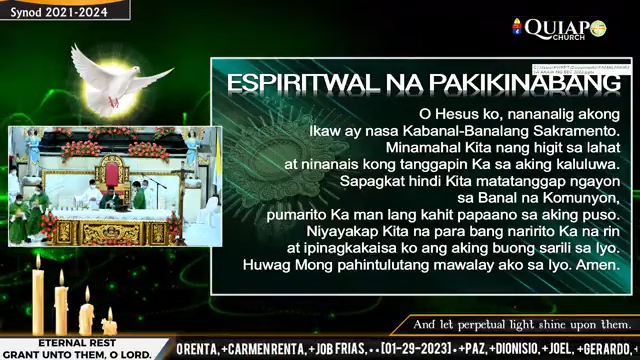 Synod 2021-2024
QUIAPO
CHURCH
ESPIRITWAL NA PAKIKINABANG
O Hesus ko, nananalig akong
Ikaw ay nasa Kabanal-Banalang Sakramento.
Minamahal Kita nang higit sa lahat
at ninanais kong tanggapin Ka sa aking kaluluwa.
Sapagkat hindi Kita matatanggap ngayon
sa Banal na Komunyon,
pumarito Ka man lang kahit papaano sa aking puso.
Niyayakap Kita na para bang naririto Ka na rin
at ipinagkakaisa ko ang aking buong sarili sa Iyo.
Huwag Mong pahintulutang mawalay ako sa Iyo. Amen.
And let perpetual light shine upon them.
ETERNAL REST
GRANT UNTO THEM, O LORD.
O RENTA, +CARMEN RENTA, +JOB FRIAS, • • [01-29-2023] • +PAZ, +DIONISIO, +JOEL, +GERARDO, +